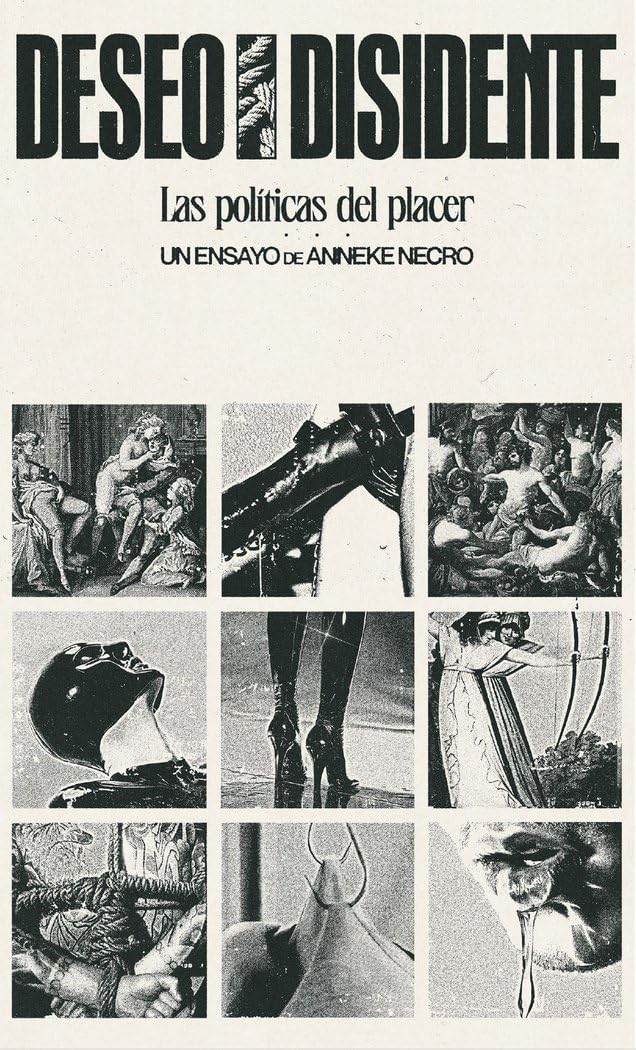 DESEO DISIDENTE
Las políticas del placer
UN ENSAYO DE ANNEKE NECRO